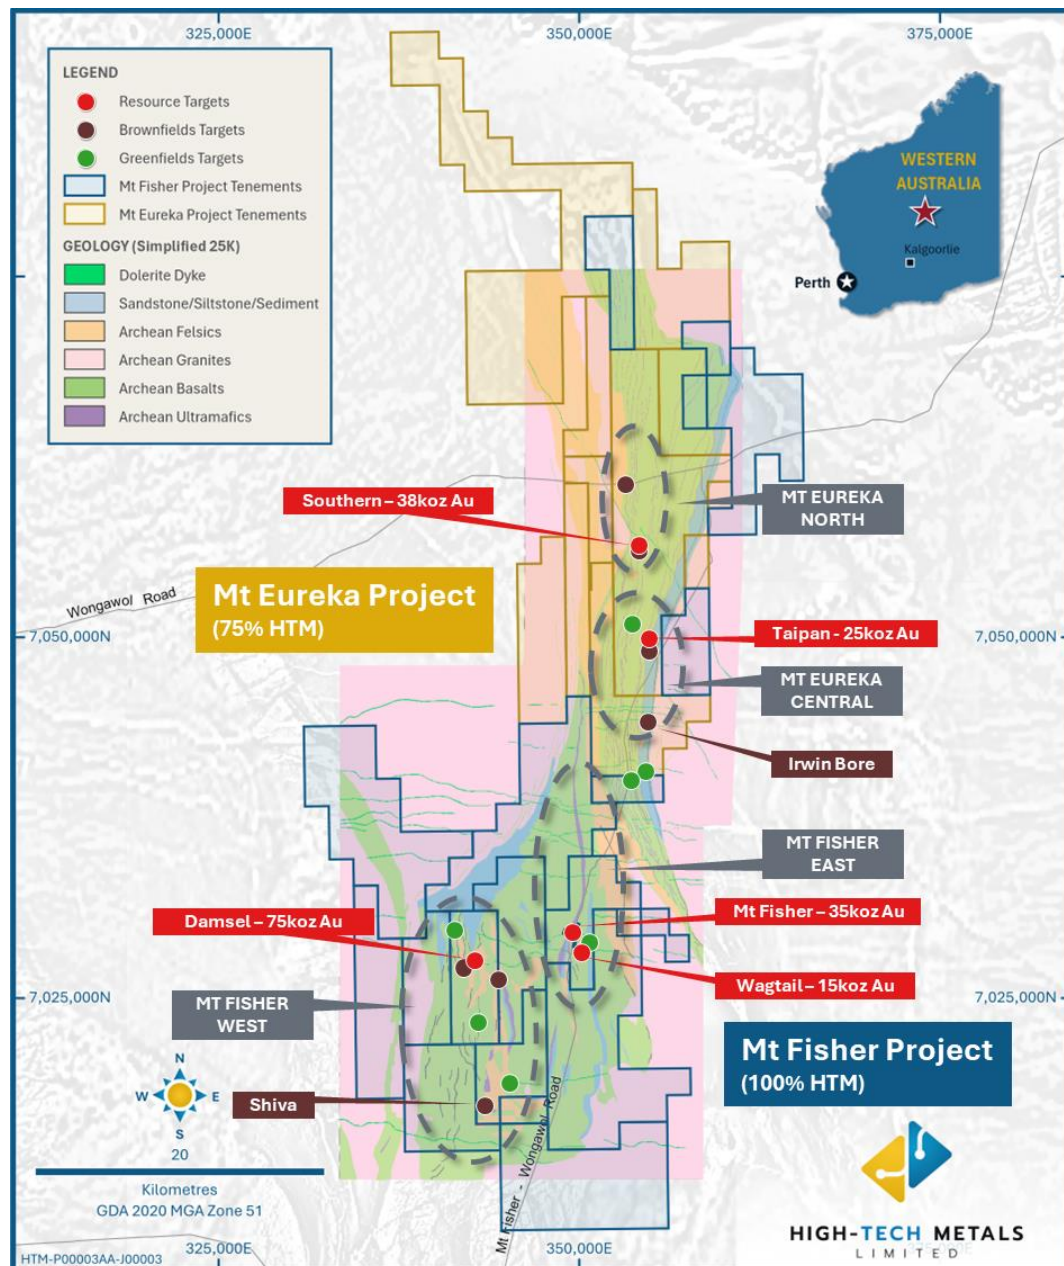 325,000E
350,000E
375,000E
LEGEND
Resource Targets
Brownfields Targets
Greenfields Targets
Mt Fisher Project Tenements
Mt Eureka Project Tenements
GEOLOGY (Simplified 25K)
Dolerite Dyke
Sandstone/Siltstone/Sediment
Archean Felsics
Archean Granites
Archean Basalts
Archean Ultramafics
WESTERN
AUSTRALIA
Kalgoorlie
Perth
Southern – 38koz Au
MT EUREKA
NORTH
Mt Eureka Project
(75% HTM)
Wongawol Road
7,050,000N
Taipan - 25koz Au
7,050,000N
MT EUREKA
CENTRAL
Irwin Bore
MT FISHER
EAST
Damsel – 75koz Au
Mt Fisher – 35koz Au
Wagtail – 15koz Au
7,025,000N
7,025,000N
MT FISHER
WEST
Mt Fisher Project
(100% HTM)
Shiva
N
W
E
S
20
Kilometres
GDA 2020 MGA Zone 51
Mt Fisher - Wongawol Road
HIGH-TECH METALS
LIMITED
HTM-P00003AA-J00003
325,000E
350,000E